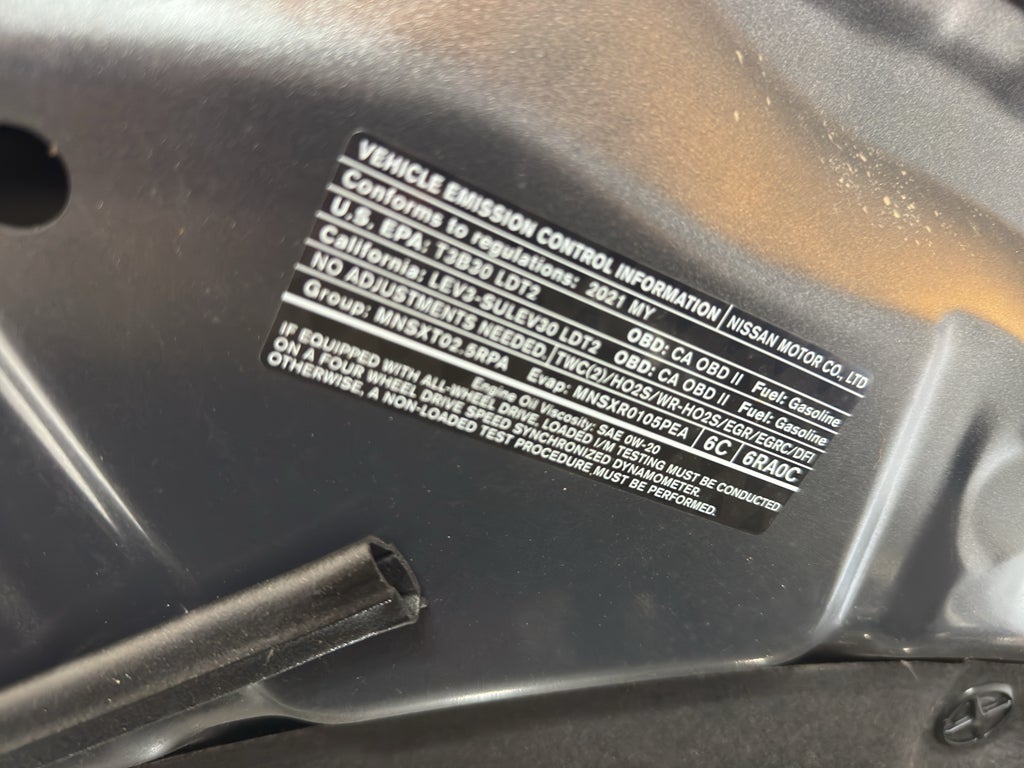 VEHICLE EMISSION CONTROL INFORMATION NISSAN MOTOR CO., LTD
Conforms to regulations: 2021 MY
U.S. EPA: T3B30 LDT2 OBD: CA OBD II Fuel: Gasoline
California: LEV3-SULEV30 LDT2 OBD: CA OBD II Fuel: Gasoline
NO ADJUSTMENTS NEEDED. TWC(2)/HO2S/WR-HO2S/EGR/EGRC/DFI
Group: MNSXT02.5RPA Evap: MNSXR0105PEA 6C 6RA0C
Engine Oil Viscosity: SAE 0W-20
IF EQUIPPED WITH ALL-WHEEL DRIVE, LOADED I/M TESTING MUST BE CONDUCTED
ON A FOUR WHEEL DRIVE SPEED SYNCHRONIZED DYNAMOMETER.
OTHERWISE, A NON-LOADED TEST PROCEDURE MUST BE PERFORMED.